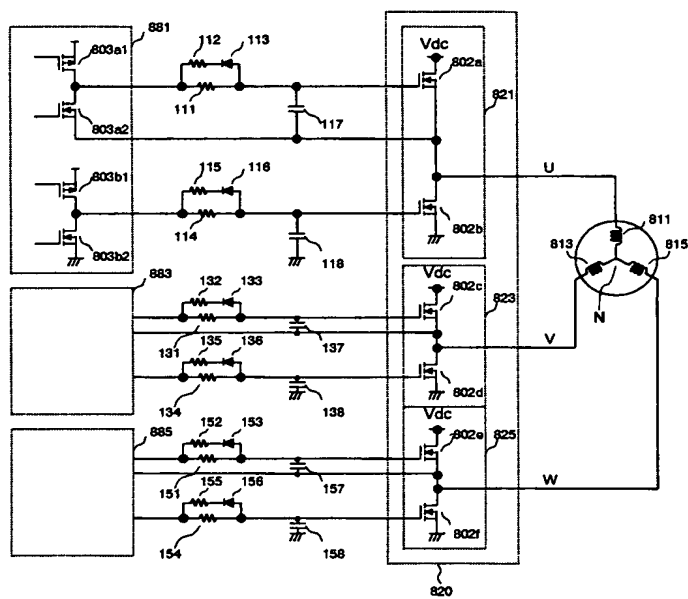 881
112 113
Vdc
803a1
802a
821
111
803a2
117
803b1
115 116
U
114
811
803b2
118
802b
813
815
883
132 133
Vdc
802c
823
131
137
N
V
135 136
134
138
802d
885
152 153
Vdc
802e
825
151
157
W
155 156
154
158
802f
820